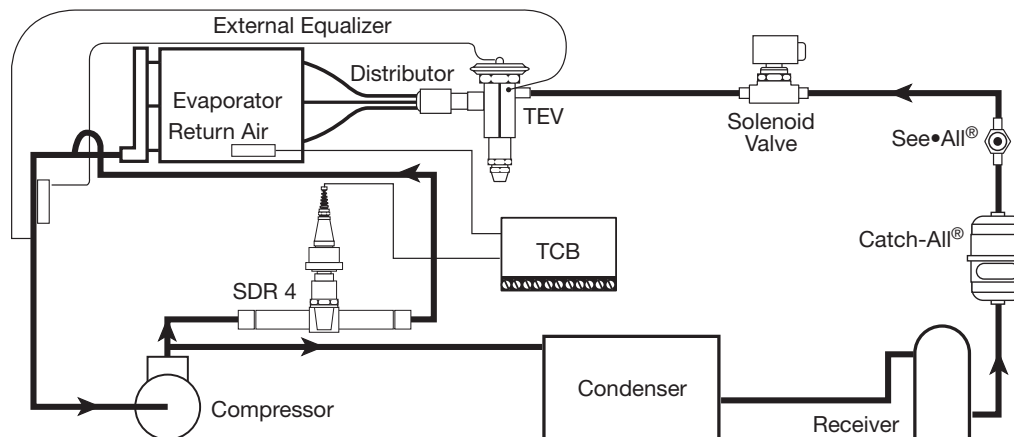 External Equalizer
Distributor
Evaporator
Return Air
TEV
Solenoid
Valve
See•All®
Catch-All®
TCB
SDR 4
Compressor
Condenser
Receiver